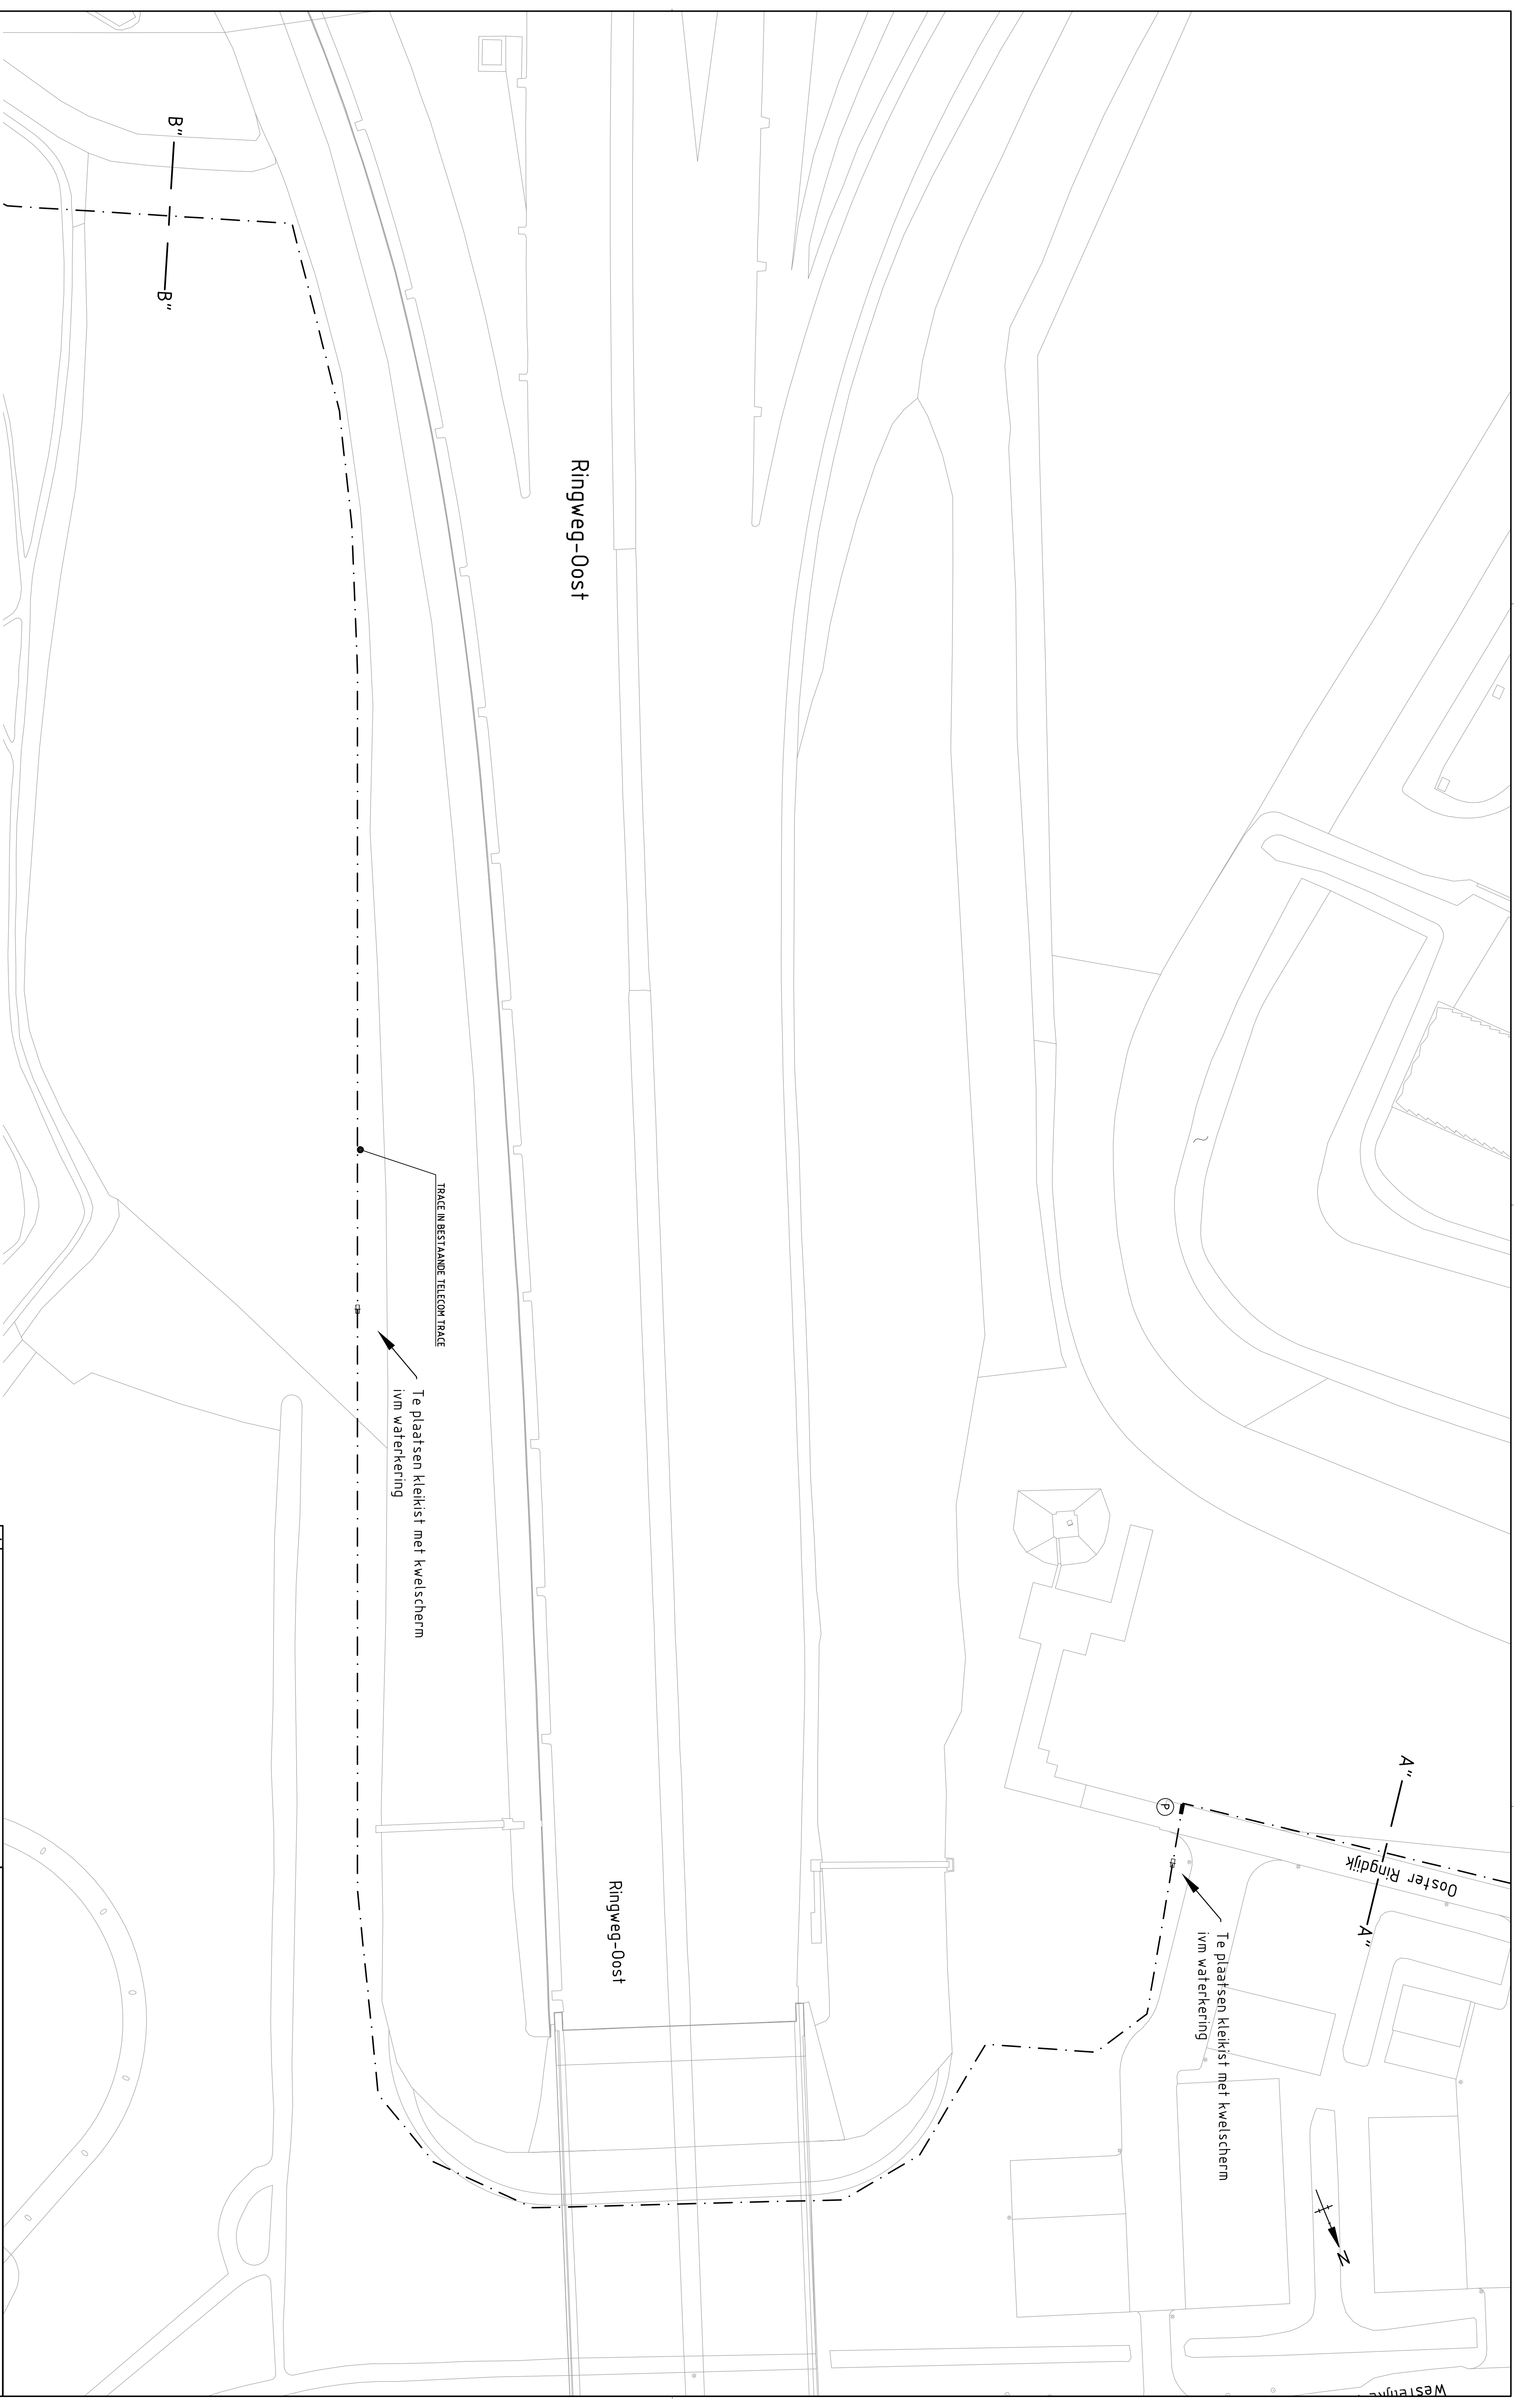 B"
B"
Ringweg-Oost
TRACE IN BESTAANDE TELECOM TRACE
Te plaatsen kleikist met kwelscherm
ivm waterkering
A"
P
Ooster Ringdijk
A"
Ringweg-Oost
Te plaatsen kleikist met kwelscherm
ivm waterkering
N